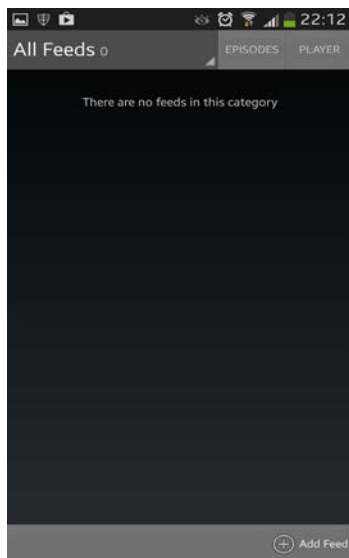 22:12
All Feeds 0
EPISODES
PLAYER
There are no feeds in this category
Add Feed